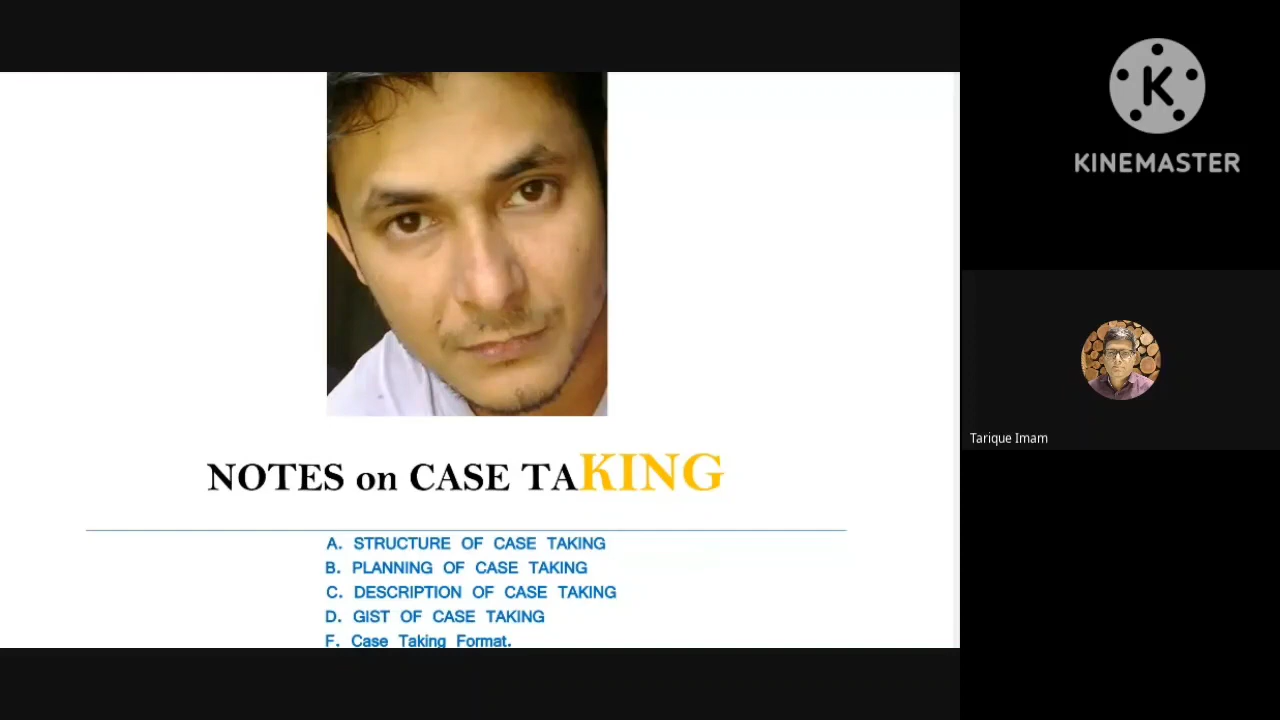 K
KINEMASTER
NOTES on CASE TAKING
A. STRUCTURE OF CASE TAKING
B. PLANNING OF CASE TAKING
C. DESCRIPTION OF CASE TAKING
D. GIST OF CASE TAKING
F. Case Taking Format.
Tarique Imam